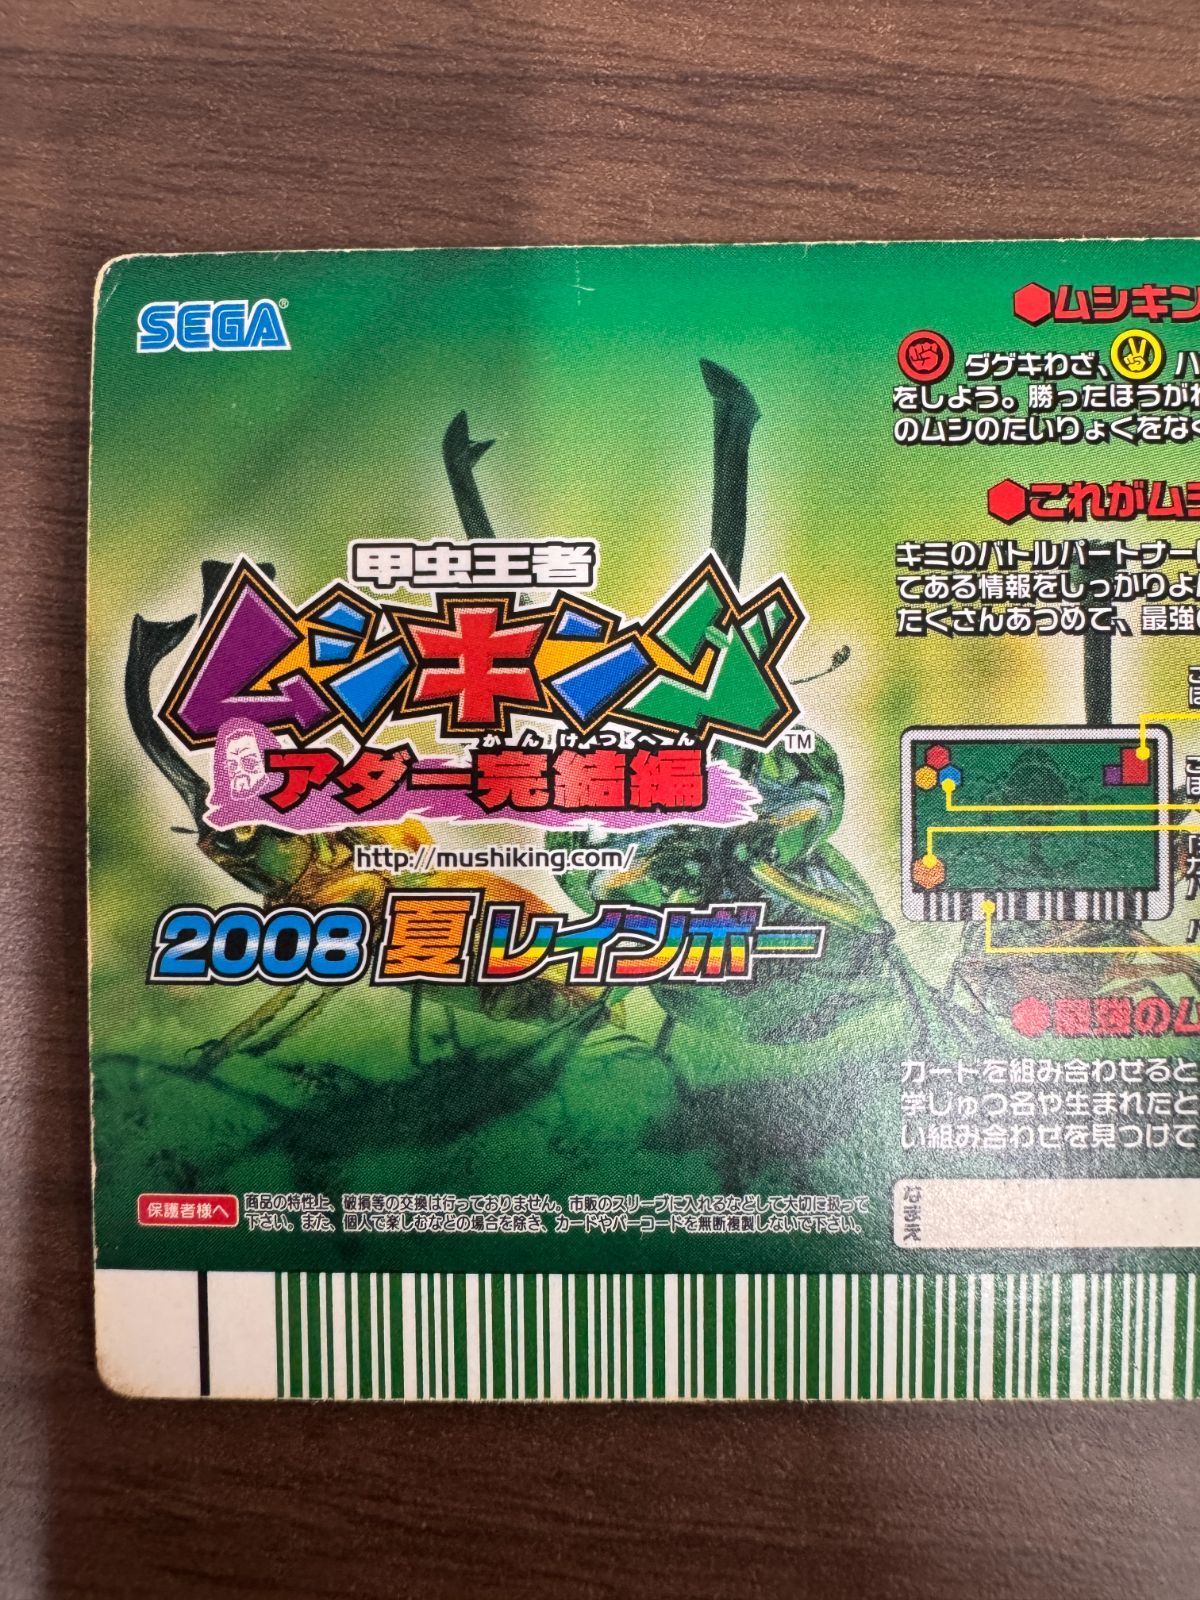 SEGA®
甲虫王者
ムシキング
TM
かんけつへん
アダー完結編
http://mushiking.com/
2008 夏 レインボー
保護者様へ
商品の特性上、破損等の交換は行っておりません。市販のスリーブに入れるなどして大切に扱って
下さい。また、個人で楽しむなどの場合を除き、カードやバーコードを無断複製しないで下さい。
ムシキン
ダゲキわざ、
ハ
をしよう。勝ったほうがわ
のムシのたいりょくをなく
これがムシ
キミのバトルパートナー
てある情報をしっかりよ
たくさんあつめて、最強
最強のム
カードを組み合わせると
学しゅつ名や生まれたと
い組み合わせを見つけて
なまえ